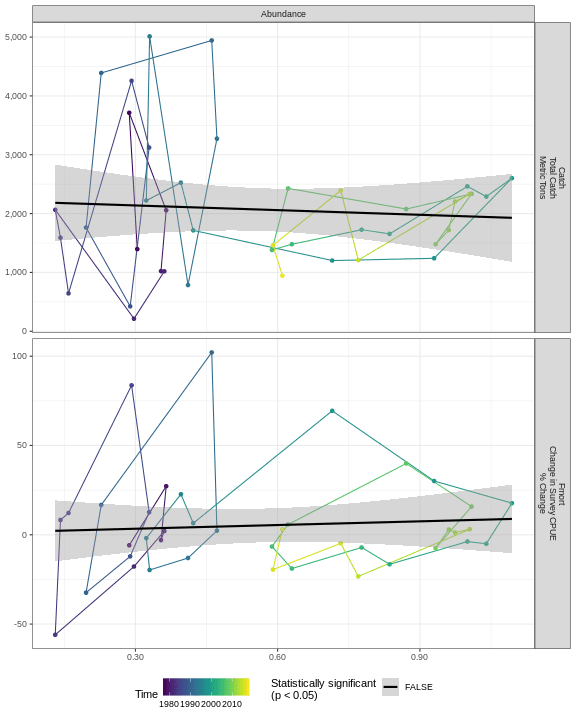 Abundance
5,000
4,000
3,000
2,000
1,000
0
Catch
Total Catch
Metric Tons
100
50
0
-50
Fmort
Change in Survey CPUE
% Change
0.30
0.60
0.90
Time
1980 1990 2000 2010
Statistically significant
(p < 0.05)
FALSE